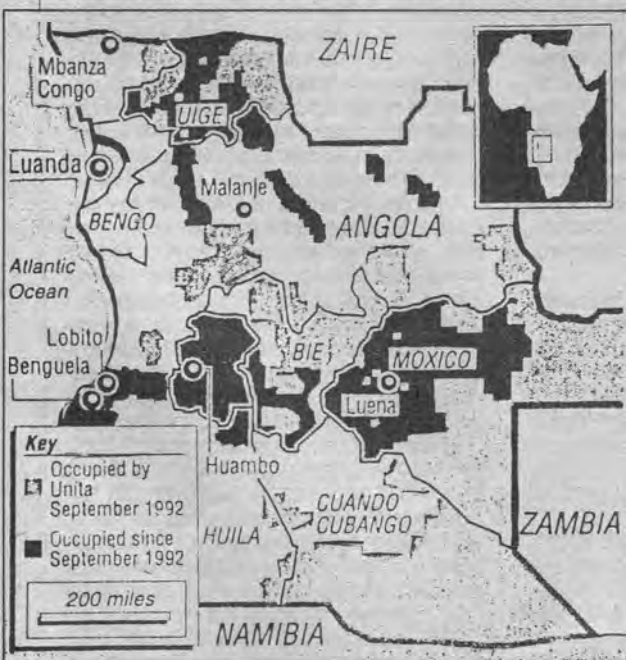 ZAIRE
Mbanza
Congo
UIGE
Luanda
Malanje
BENGO
ANGOLA
Atlantic
Ocean
Lobito
Benguela
BIE
MOXICO
Luena
Huambo
CUANDO
CUBANGO
HUILA
ZAMBIA
NAMIBIA
Key
Occupied by
Unita
September 1992
Occupied since
September 1992
200 miles